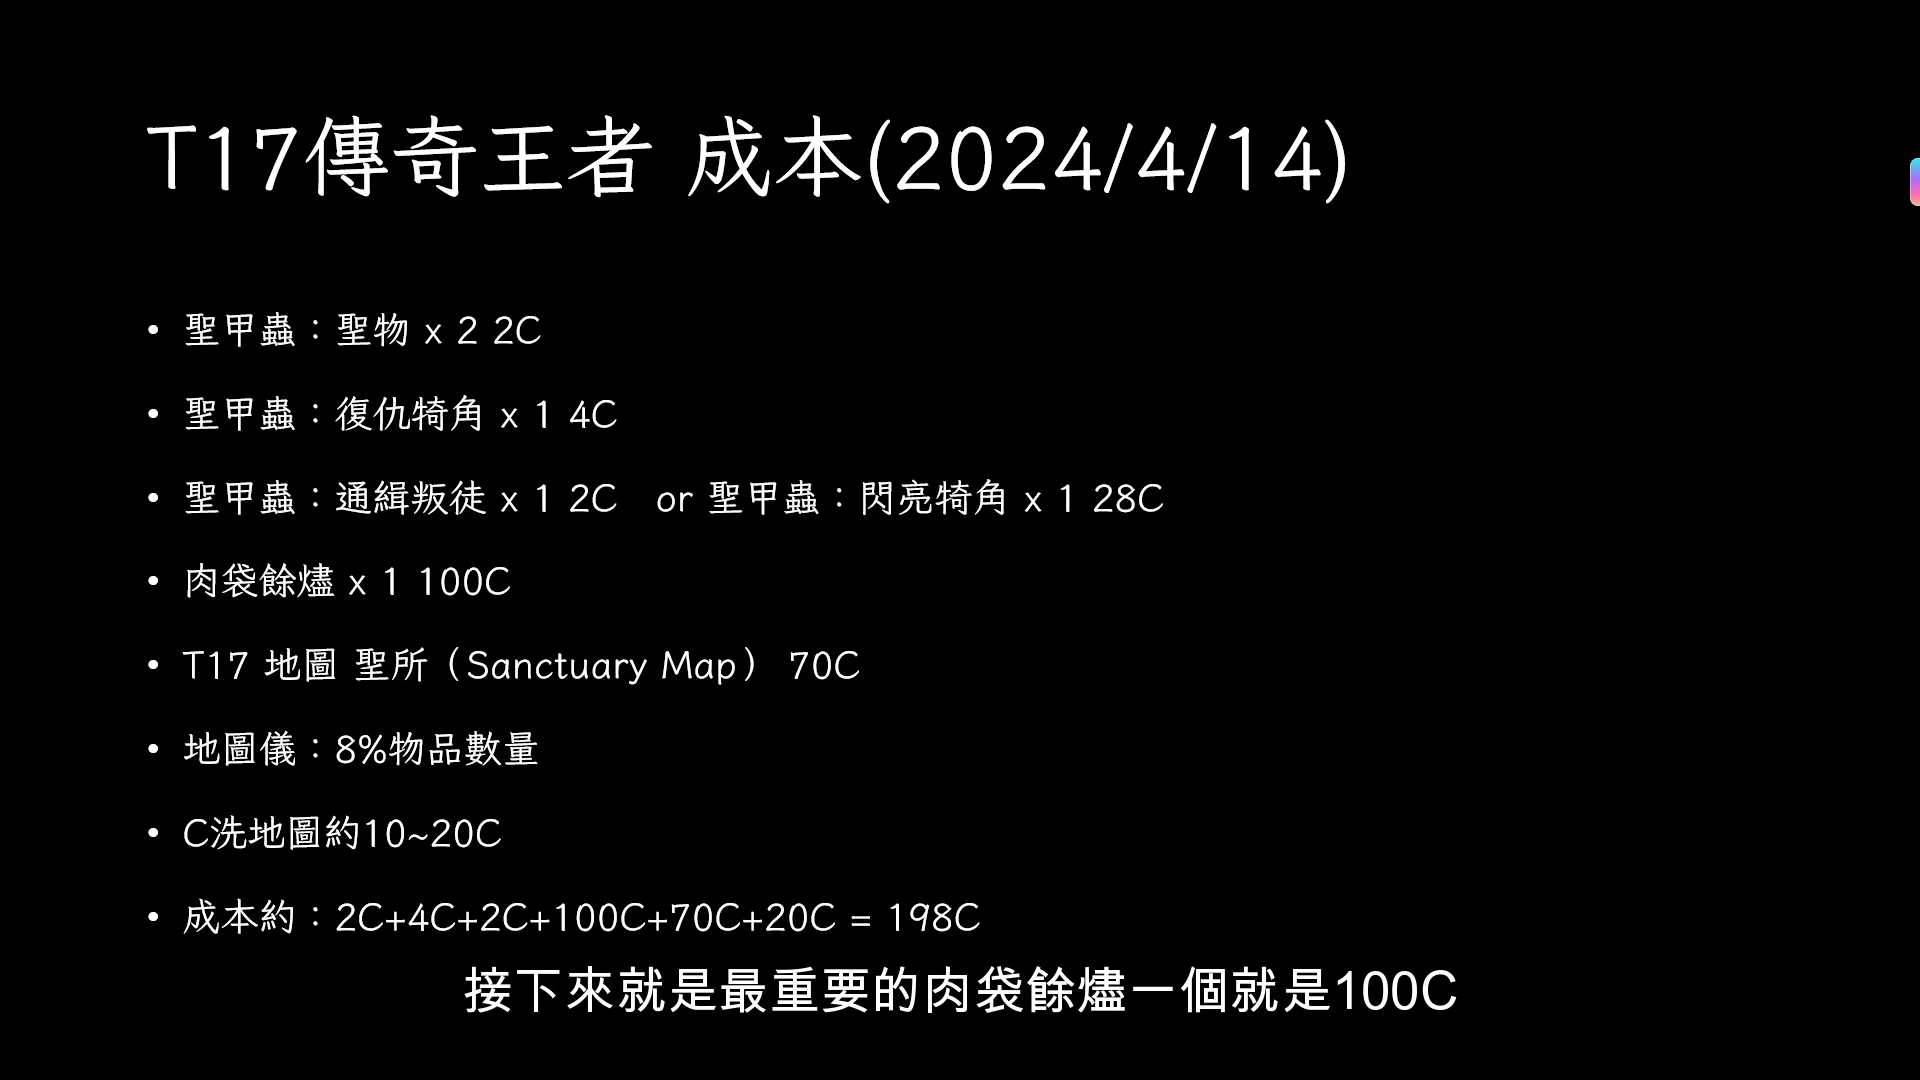 T17傳奇王者 成本(2024/4/14)
• 聖甲蟲：聖物 x 2 2C
• 聖甲蟲：復仇犄角 x 1 4C
• 聖甲蟲：通緝叛徒 x 1 2C or 聖甲蟲：閃亮犄角 x 1 28C
• 肉袋餘燼 x 1 100C
• T17 地圖 聖所（Sanctuary Map） 70C
• 地圖儀：8%物品數量
• C洗地圖約10~20C
• 成本約：2C+4C+2C+100C+70C+20C = 198C
接下來就是最重要的肉袋餘燼一個就是100C